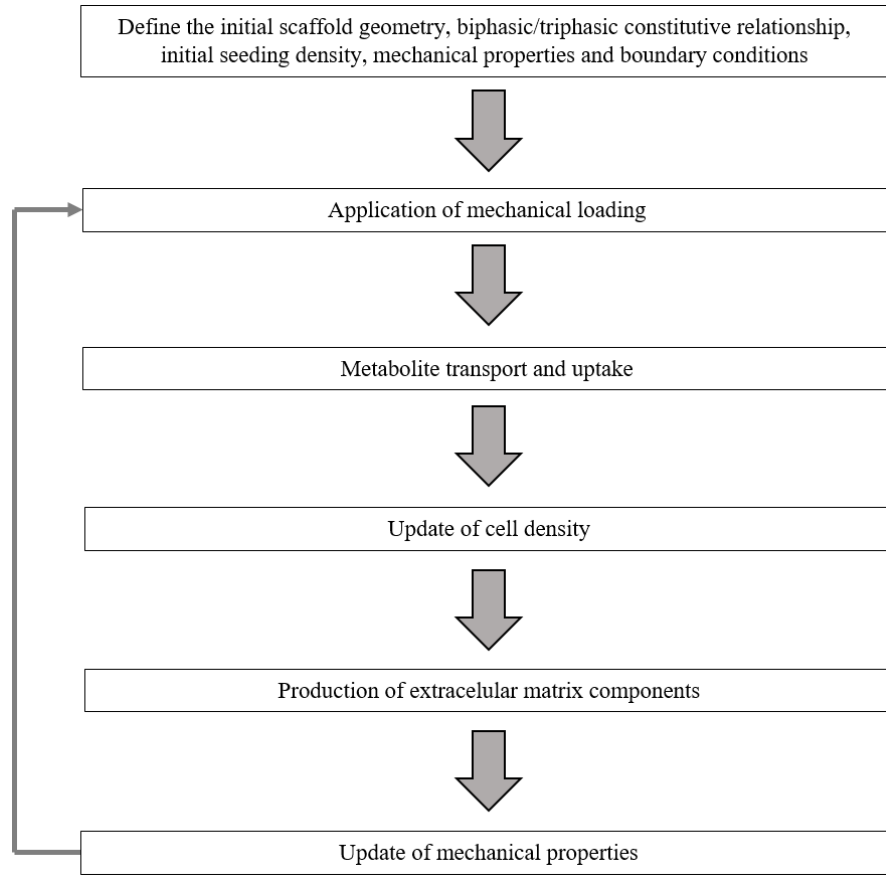 Define the initial scaffold geometry, biphasic/triphasic constitutive relationship,
initial seeding density, mechanical properties and boundary conditions
Application of mechanical loading
Metabolite transport and uptake
Update of cell density
Production of extracelular matrix components
Update of mechanical properties